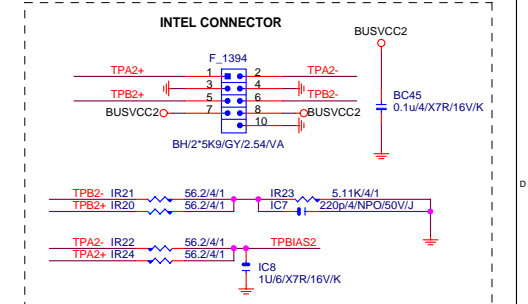 INTEL CONNECTOR
BUSVCC2
F_1394
TPA2+ 1 2 TPA2-
3 4
TPB2+ 5 6 TPB2-
BUSVCC2 7 8 BUSVCC2
10
BH/2*5K9/GY/2.54/VA
BC45
0.1u/4/X7R/16V/K
D
TPB2- IR21 56.2/4/1 IR23 5.11K/4/1
TPB2+ IR20 56.2/4/1 IC7 220p/4/NPO/50V/J
TPA2- IR22 56.2/4/1 TPBIAS2
TPA2+ IR24 56.2/4/1
IC8
1U/6/X7R/16V/K